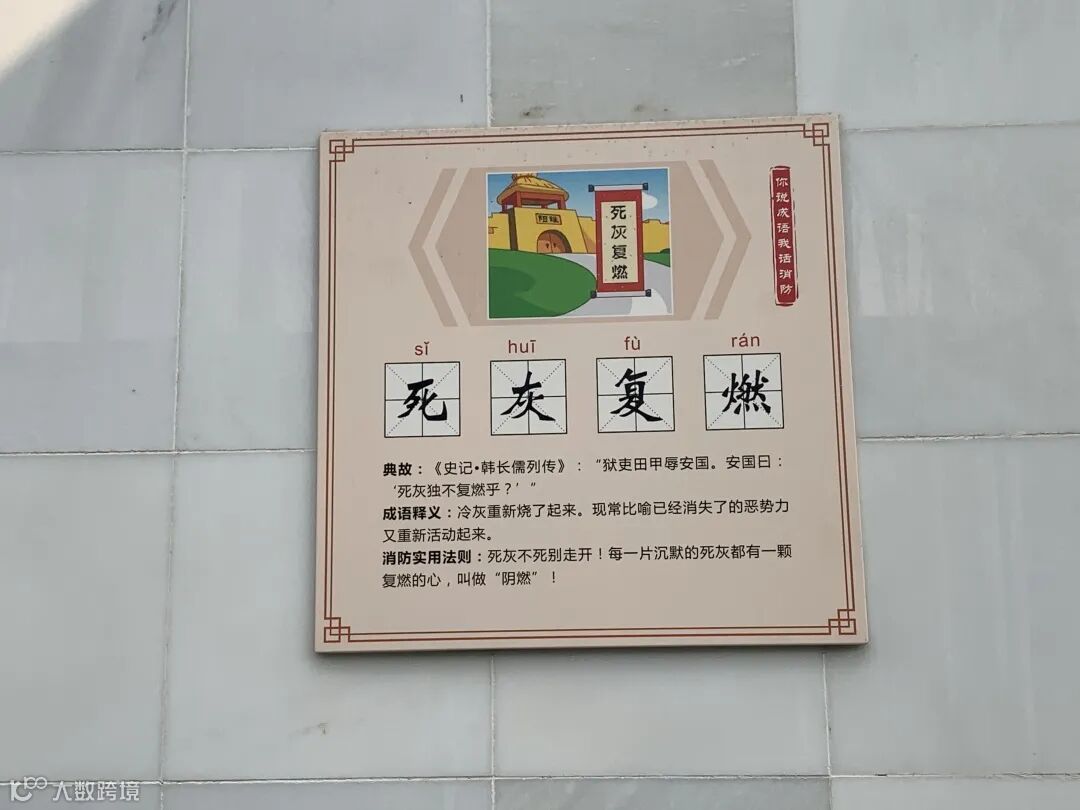 你说成语我话消防
死灰复燃
sǐ huī fù rán
死灰复燃
典故：《史记·韩长儒列传》：“狱吏田甲辱安国。安国曰：
‘死灰独不复燃乎？’”
成语释义：冷灰重新烧了起来。现常比喻已经消失了的恶势力
又重新活动起来。
消防实用法则：死灰不死别走开！每一片沉默的死灰都有一颗
复燃的心，叫做“阴燃”！
大数跨境